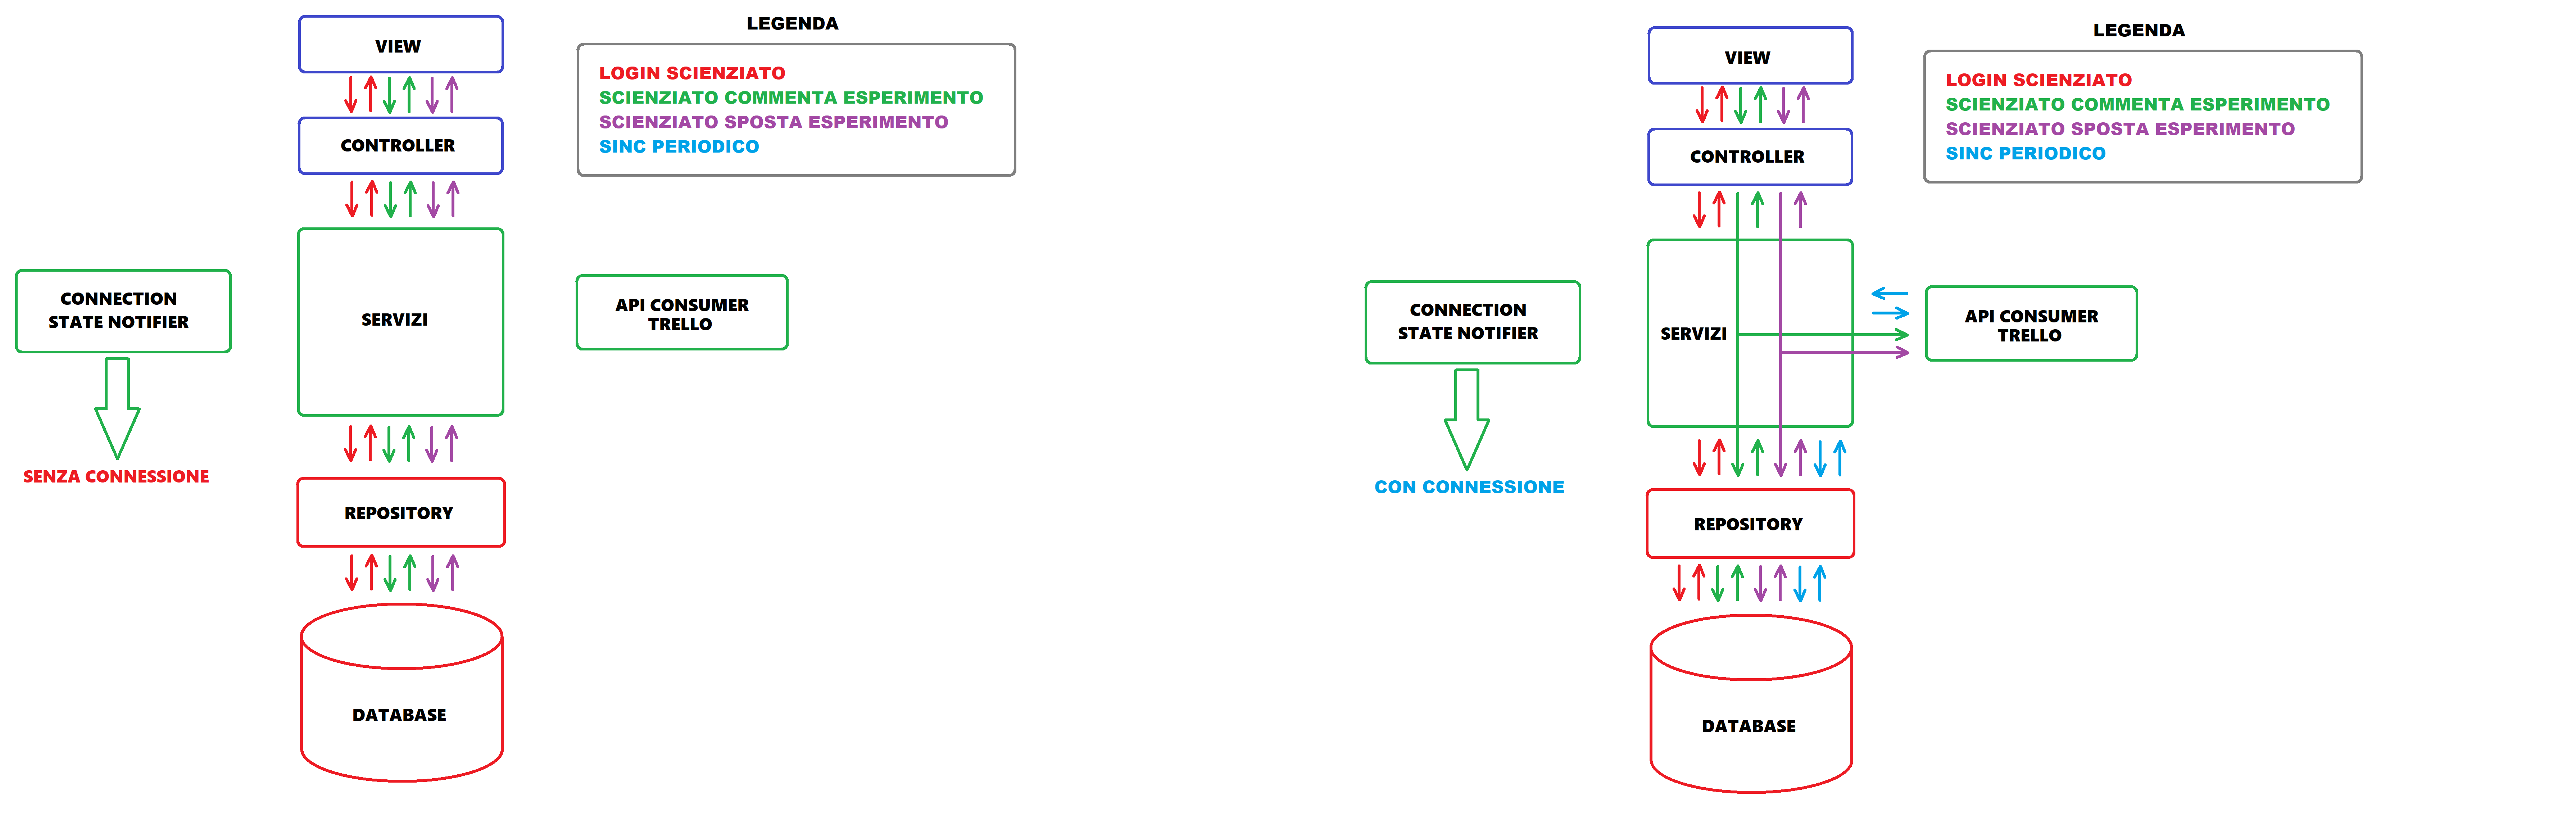 VIEW
LEGENDA
LOGIN SCIENZIATO
SCIENZIATO COMMENTA ESPERIMENTO
SCIENZIATO SPOSTA ESPERIMENTO
SINC PERIODICO
CONTROLLER
CONNECTION
STATE NOTIFIER
SERVIZI
API CONSUMER
TRELLO
SENZA CONNESSIONE
REPOSITORY
DATABASE
VIEW
LEGENDA
LOGIN SCIENZIATO
SCIENZIATO COMMENTA ESPERIMENTO
SCIENZIATO SPOSTA ESPERIMENTO
SINC PERIODICO
CONTROLLER
CONNECTION
STATE NOTIFIER
SERVIZI
API CONSUMER
TRELLO
CON CONNESSIONE
REPOSITORY
DATABASE